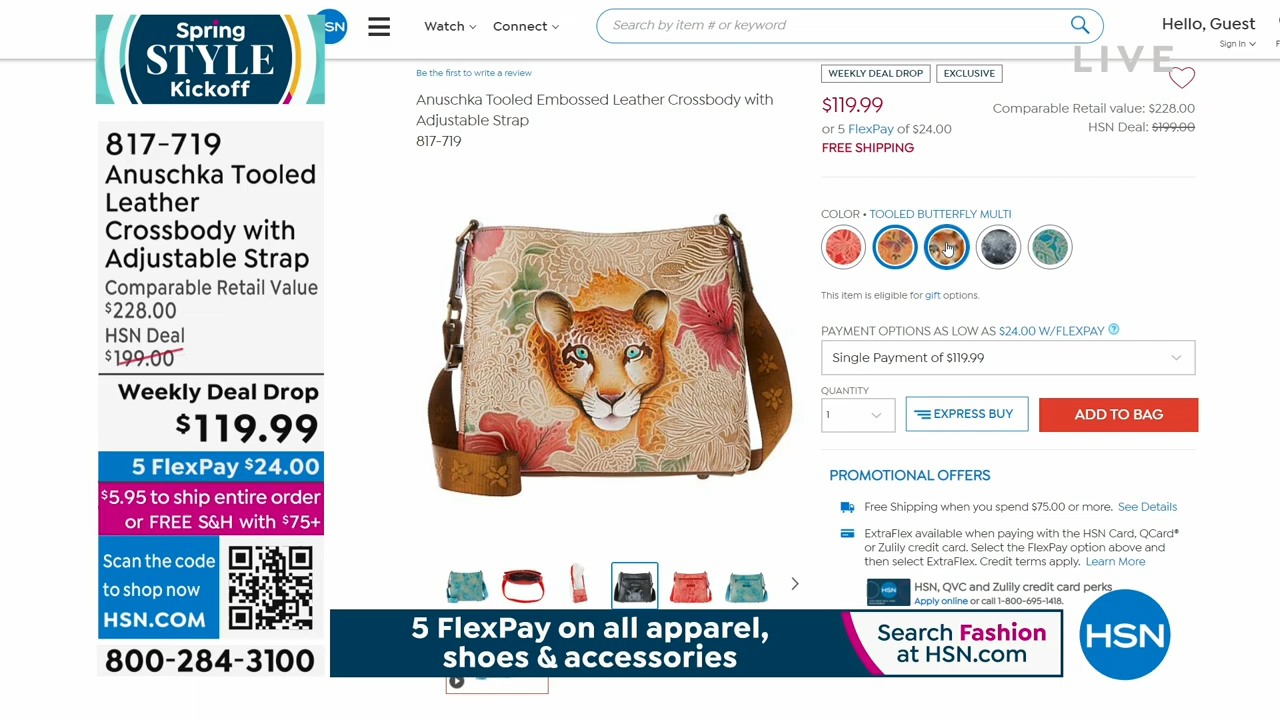 Spring
STYLE
Kickoff
SN
Watch
Connect
Search by item # or keyword
Hello, Guest
Sign In
LIVE
817-719
Anuschka Tooled
Leather
Crossbody with
Adjustable Strap
Comparable Retail Value
$228.00
HSN Deal
$199.00
Weekly Deal Drop
$119.99
5 FlexPay $24.00
$5.95 to ship entire order
or FREE S&H with $75+
Scan the code
to shop now
HSN.COM
800-284-3100
Be the first to write a review
Anuschka Tooled Embossed Leather Crossbody with
Adjustable Strap
817-719
WEEKLY DEAL DROP
EXCLUSIVE
$119.99
Comparable Retail value: $228.00
or 5 FlexPay of $24.00
HSN Deal: $199.00
FREE SHIPPING
COLOR • TOOLED BUTTERFLY MULTI
This item is eligible for gift options.
PAYMENT OPTIONS AS LOW AS $24.00 W/FLEXPAY ?
Single Payment of $119.99
QUANTITY
1
EXPRESS BUY
ADD TO BAG
PROMOTIONAL OFFERS
Free Shipping when you spend $75.00 or more. See Details
ExtraFlex available when paying with the HSN Card, QCard®
or Zulily credit card. Select the FlexPay option above and
then select ExtraFlex. Credit terms apply. Learn More
HSN, QVC and Zulily credit card perks
Apply online or call 1-800-695-1418.
5 FlexPay on all apparel,
shoes & accessories
Search Fashion
at HSN.com
HSN